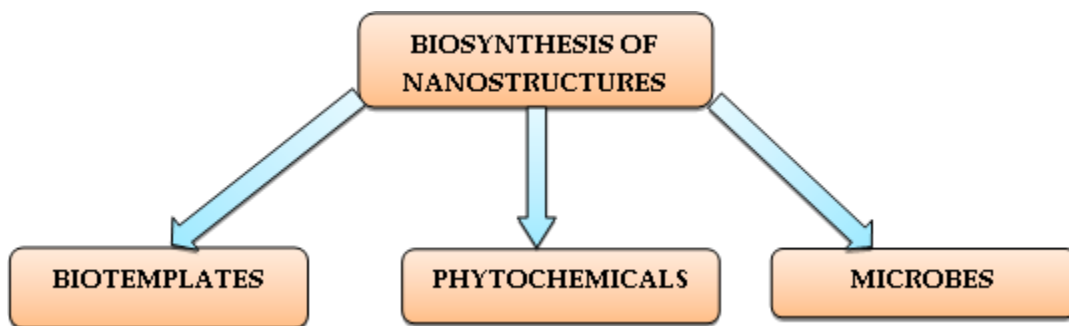 BIOSYNTHESIS OF
NANOSTRUCTURES
BIOTEMPLATES
PHYTOCHEMICALS
MICROBES